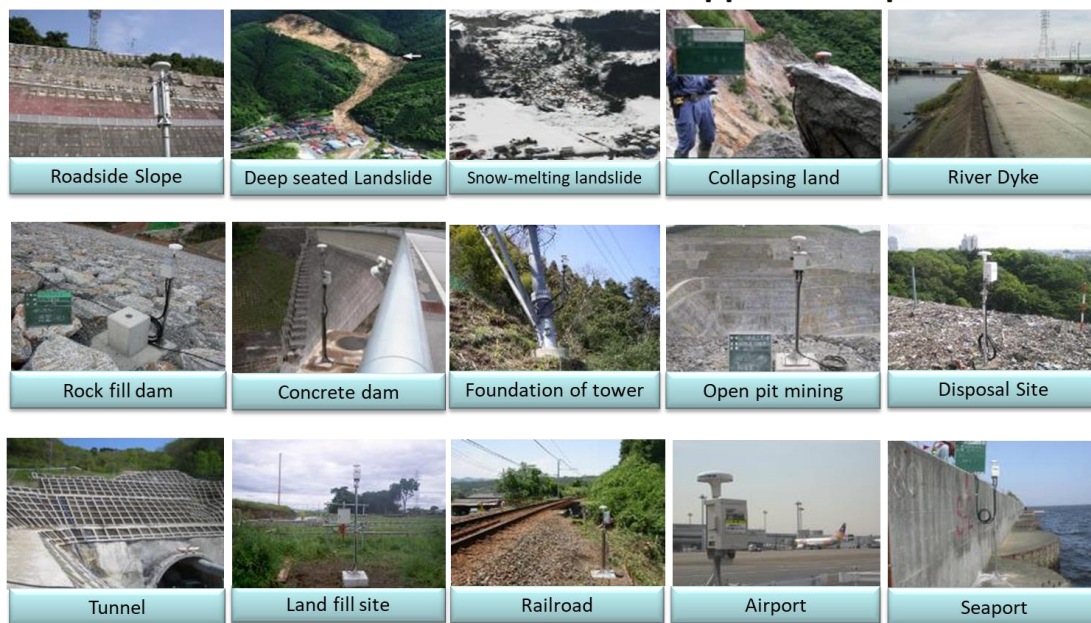 Roadside Slope
Deep seated Landslide
Snow-melting landslide
Collapsing land
River Dyke
Rock fill dam
Concrete dam
Foundation of tower
Open pit mining
Disposal Site
Tunnel
Land fill site
Railroad
Airport
Seaport